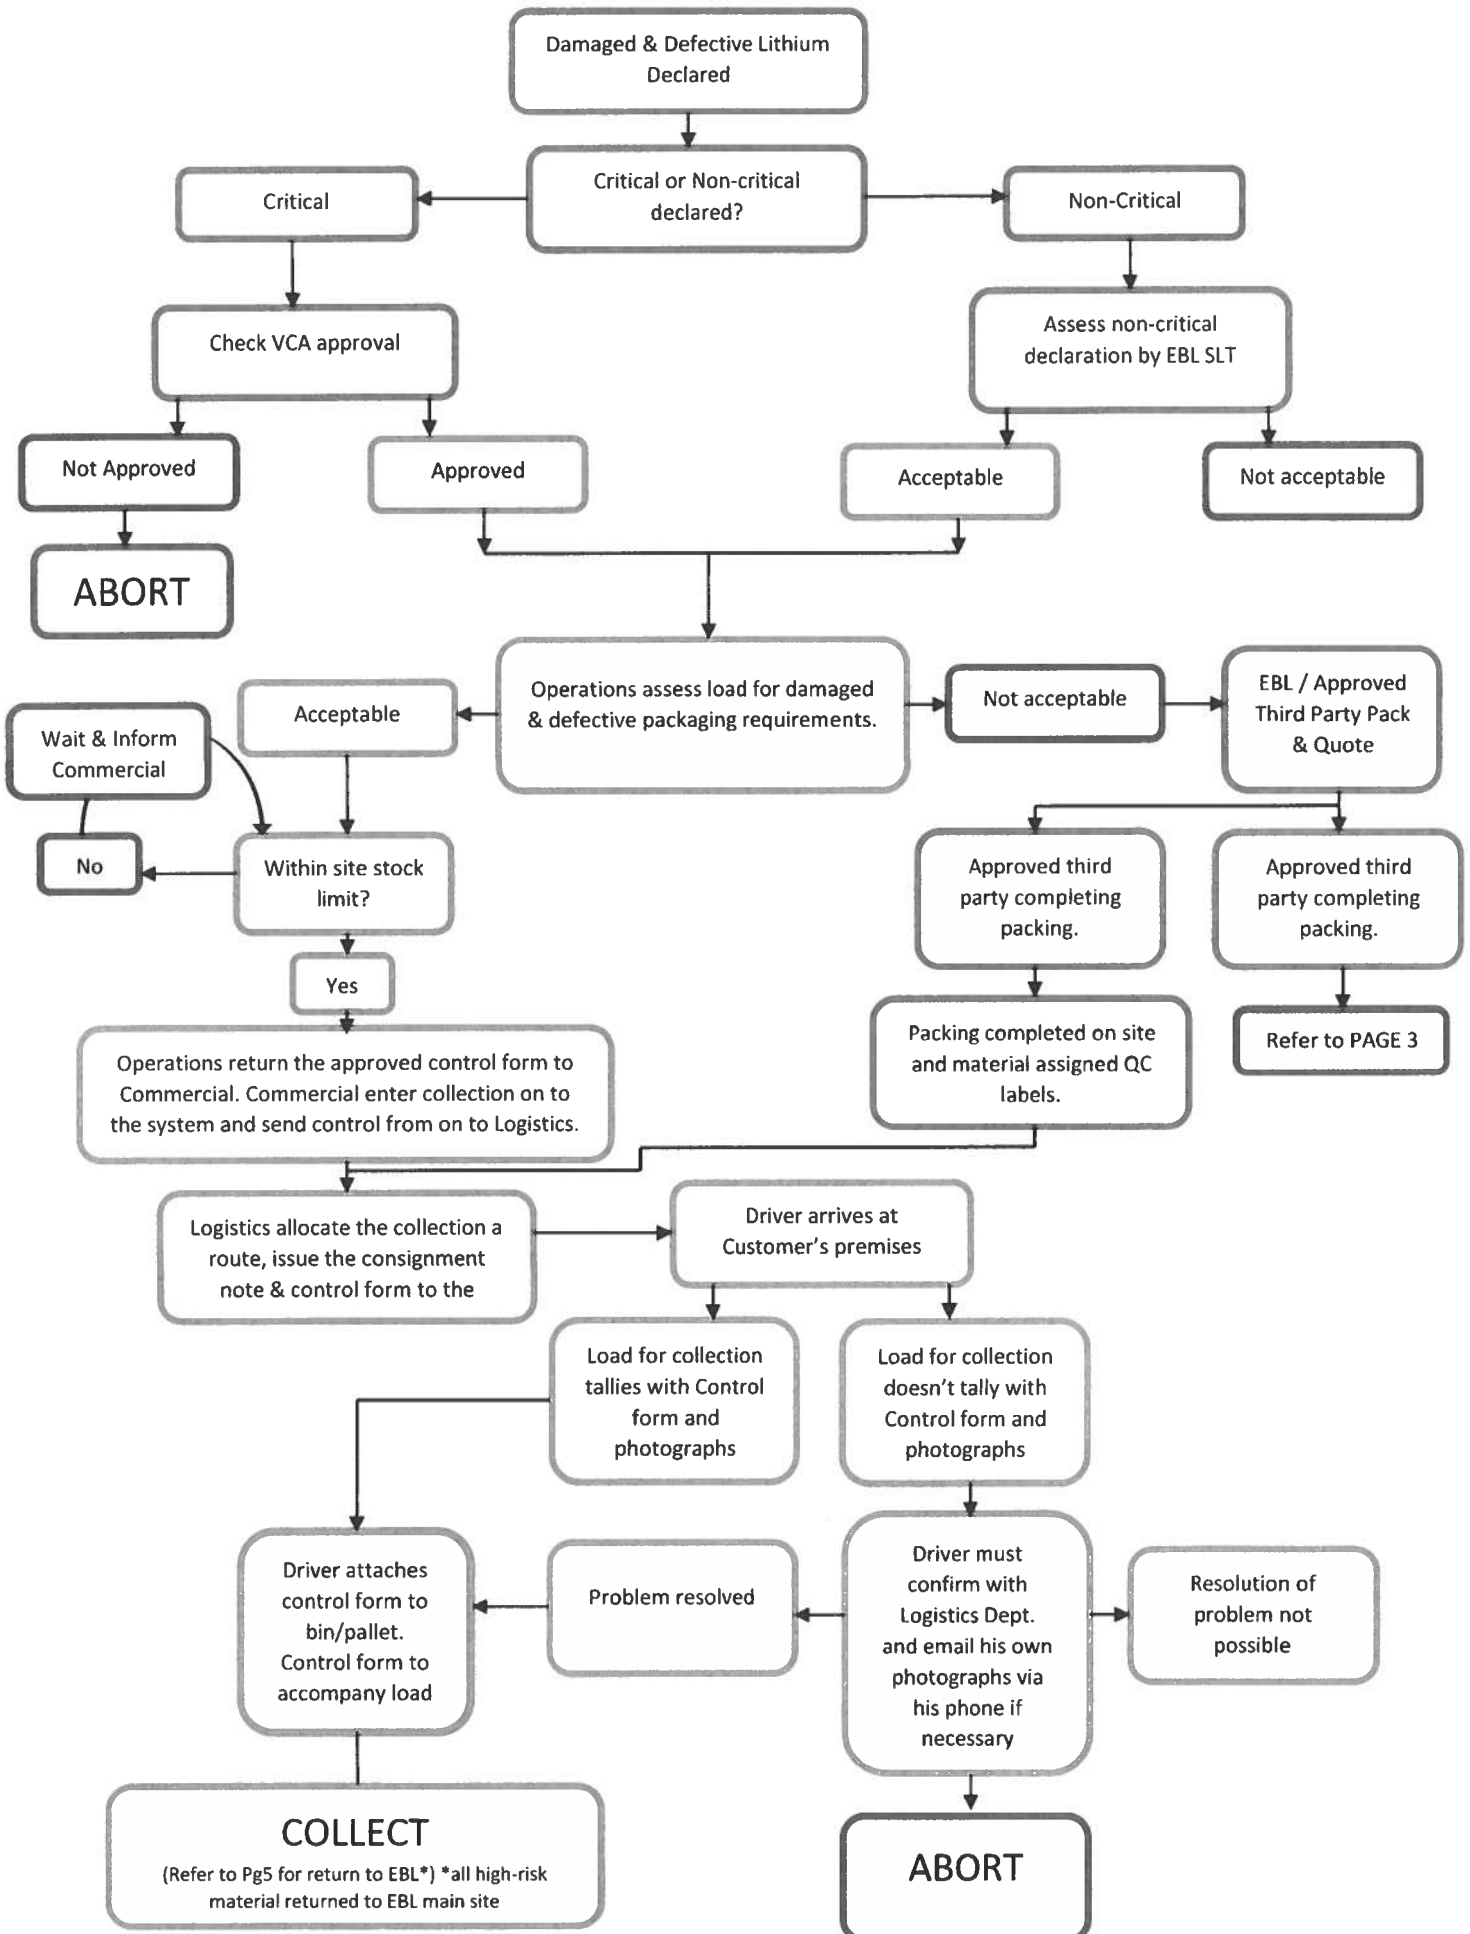 Damaged & Defective Lithium
Declared
Critical or Non-critical
declared?
Critical
Non-Critical
Check VCA approval
Assess non-critical
declaration by EBL SLT
Not Approved
Approved
Acceptable
Not acceptable
ABORT
Operations assess load for damaged
& defective packaging requirements.
Acceptable
Not acceptable
EBL / Approved
Third Party Pack
& Quote
Wait & Inform
Commercial
No
Within site stock
limit?
Yes
Approved third
party completing
packing.
Approved third
party completing
packing.
Packing completed on site
and material assigned QC
labels.
Refer to PAGE 3
Operations return the approved control form to
Commercial. Commercial enter collection on to
the system and send control from on to Logistics.
Logistics allocate the collection a
route, issue the consignment
note & control form to the
Driver arrives at
Customer's premises
Load for collection
tallies with Control
form and
photographs
Load for collection
doesn't tally with
Control form and
photographs
Driver attaches
control form to
bin/pallet.
Control form to
accompany load
Problem resolved
Driver must
confirm with
Logistics Dept.
and email his own
photographs via
his phone if
necessary
Resolution of
problem not
possible
COLLECT
(Refer to Pg5 for return to EBL*) *all high-risk
material returned to EBL main site
ABORT